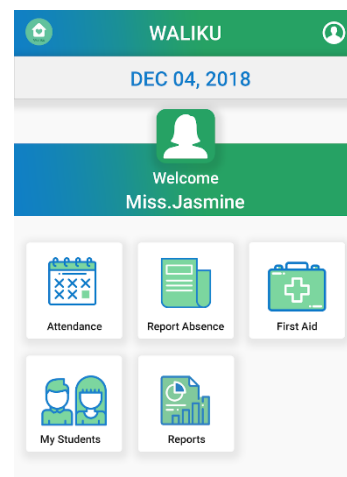 WALIKU
DEC 04, 2018
Welcome
Miss.Jasmine
Attendance
Report Absence
First Aid
My Students
Reports